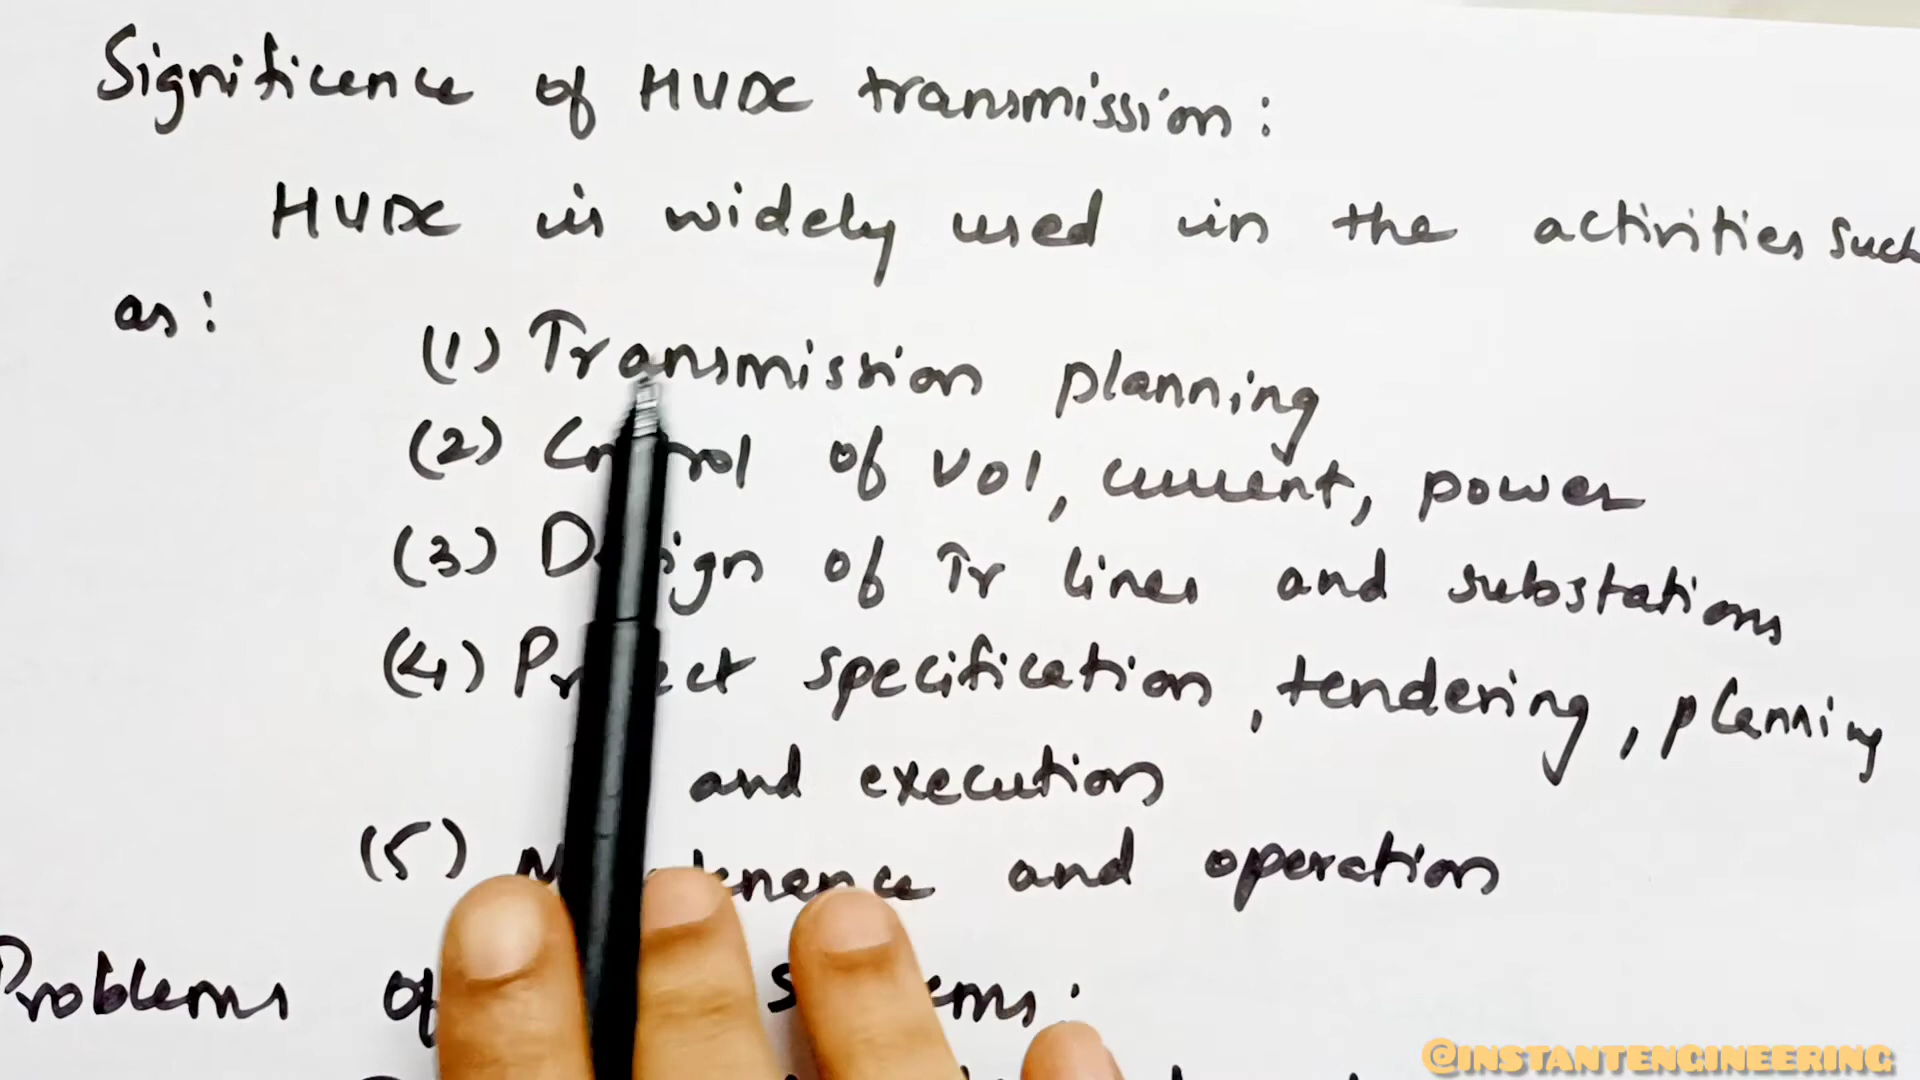 Significence of HVDC transmission:
HVDC is widely used in the activities such
as:
(1) Transmission planning
(2) of vol, current, power
(3) of Tr lines and substations
(4) specification, tendering, planning
and execution
(5) and operation
Problems of
@INSTANTENGINEERING